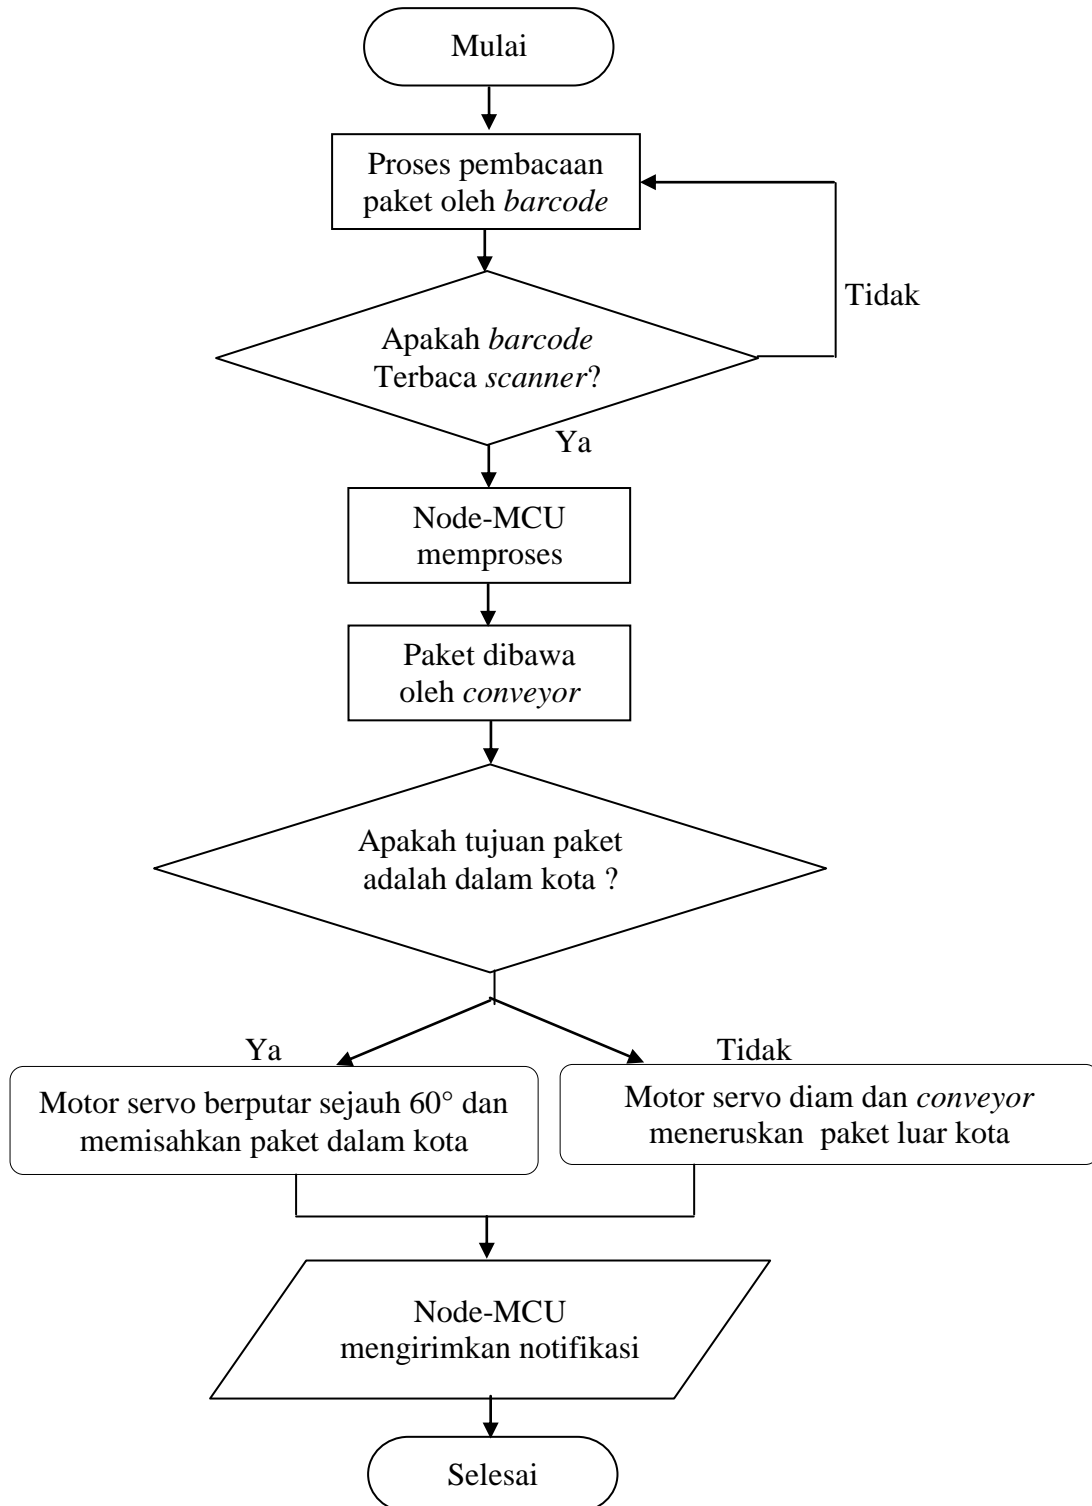 Mulai
Proses pembacaan
paket oleh barcode
Tidak
Apakah barcode
Terbaca scanner?
Ya
Node-MCU
memproses
Paket dibawa
oleh conveyor
Apakah tujuan paket
adalah dalam kota ?
Ya
Tidak
Motor servo berputar sejauh 60° dan
memisahkan paket dalam kota
Motor servo diam dan conveyor
meneruskan  paket luar kota
Node-MCU
mengirimkan notifikasi
Selesai